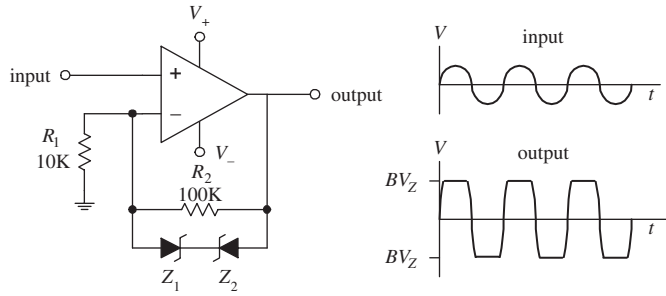 V+
input
+
−
output
R1
10K
V−
R2
100K
Z1
Z2
V
input
t
V
output
BVZ
t
BVZ